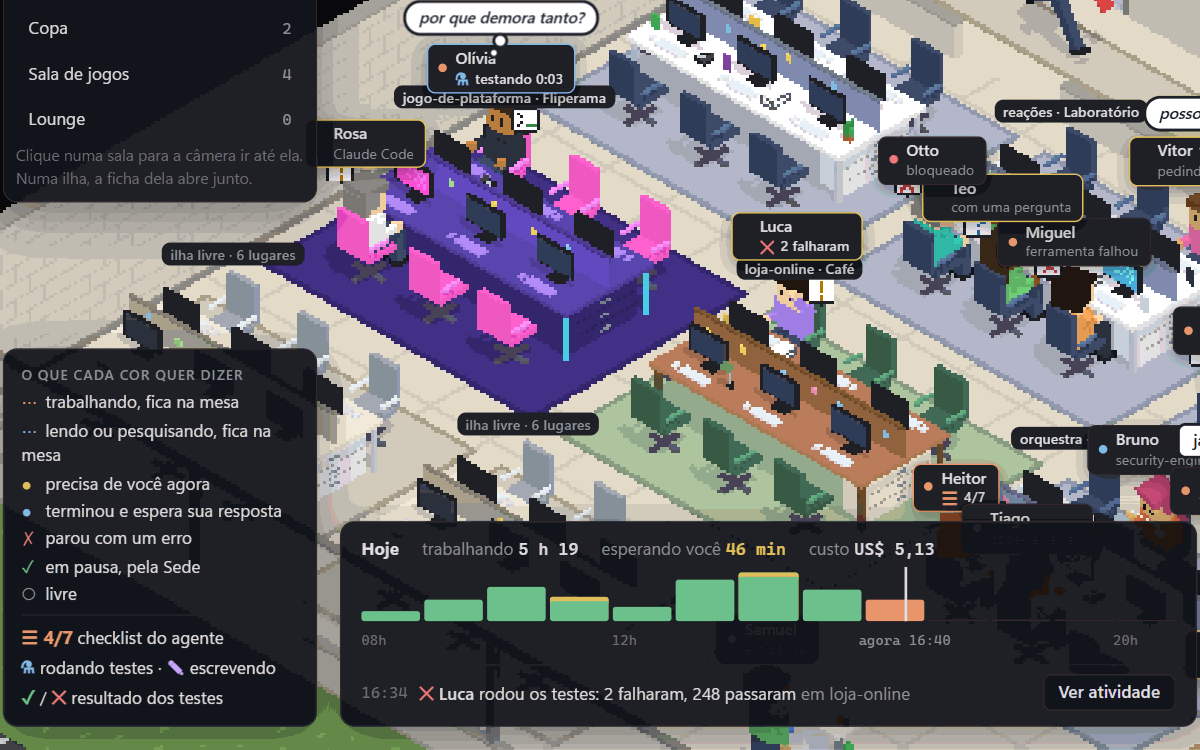 Copa 2
Sala de jogos 4
Lounge 0
Clique numa sala para a câmera ir até ela.
Numa ilha, a ficha dela abre junto.
por que demora tanto?
Olívia
testando 0:03
jogo-de-plataforma · Fliperama
Rosa
Claude Code
reações · Laboratório
posso
Otto
bloqueado
Vitor
pedind
Teo
com uma pergunta
Luca
2 falharam
loja-online · Café
Miguel
ferramenta falhou
ilha livre · 6 lugares
ilha livre · 6 lugares
orquestra
Bruno
security-engin
ja
Heitor
4/7
Tiago
O QUE CADA COR QUER DIZER
··· trabalhando, fica na mesa
··· lendo ou pesquisando, fica na
mesa
precisa de você agora
terminou e espera sua resposta
✗ parou com um erro
✓ em pausa, pela Sede
livre
4/7 checklist do agente
rodando testes · escrevendo
✓ / ✗ resultado dos testes
Hoje trabalhando 5 h 19 esperando você 46 min custo US$ 5,13
Samuel
08h 12h agora 16:40 20h
16:34 ✗ Luca rodou os testes: 2 falharam, 248 passaram em loja-online
Ver atividade